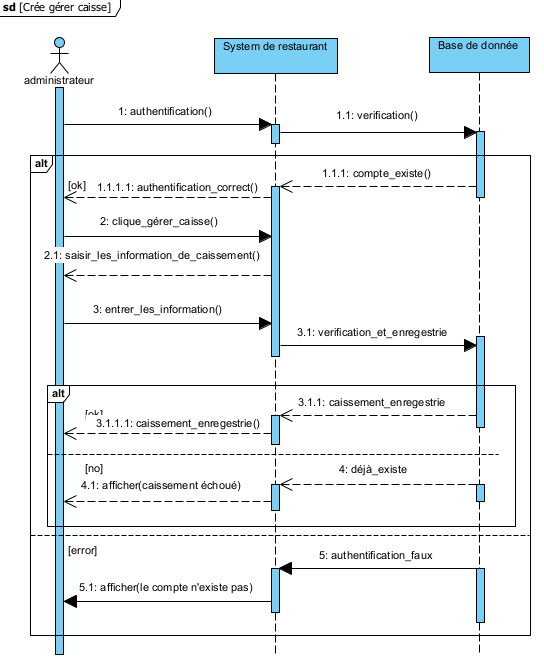 sd [Crée gérer caisse]
System de restaurant
Base de donnée
administrateur
1: authentification()
1.1: verification()
alt
1.1.1: compte_existe()
[ok]
1.1.1.1: authentification_correct()
2: clique_gérer_caisse()
2.1: saisir_les_information_de_caissement()
3: entrer_les_information()
3.1: verification_et_enregestrie
alt
3.1.1: caissement_enregestrie
[ok]
3.1.1.1: caissement_enregestrie()
[no]
4: déjà_existe
4.1: afficher(caissement échoué)
[error]
5: authentification_faux
5.1: afficher(le compte n'existe pas)